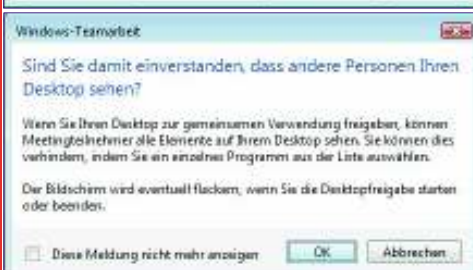 Windows-Teamarbeit
Sind Sie damit einverstanden, dass andere Personen Ihren
Desktop sehen?
Wenn Sie Ihren Desktop zur gemeinsamen Verwendung freigeben, können
Meetingteilnehmer alle Elemente auf Ihrem Desktop sehen. Sie können dies
verhindern, indem Sie ein einzelnes Programm aus der Liste auswählen.
Der Bildschirm wird eventuell flackern, wenn Sie die Desktopfreigabe starten
oder beenden.
Diese Meldung nicht mehr anzeigen
OK
Abbrechen